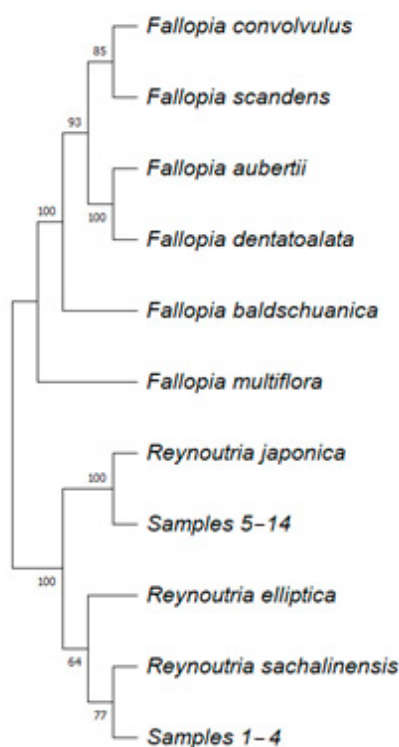 Fallopia convolvulus
85
Fallopia scandens
93
Fallopia aubertii
100
Fallopia dentatoalata
100
Fallopia baldschuanica
Fallopia multiflora
Reynoutria japonica
100
Samples 5–14
100
Reynoutria elliptica
64
Reynoutria sachalinensis
77
Samples 1–4